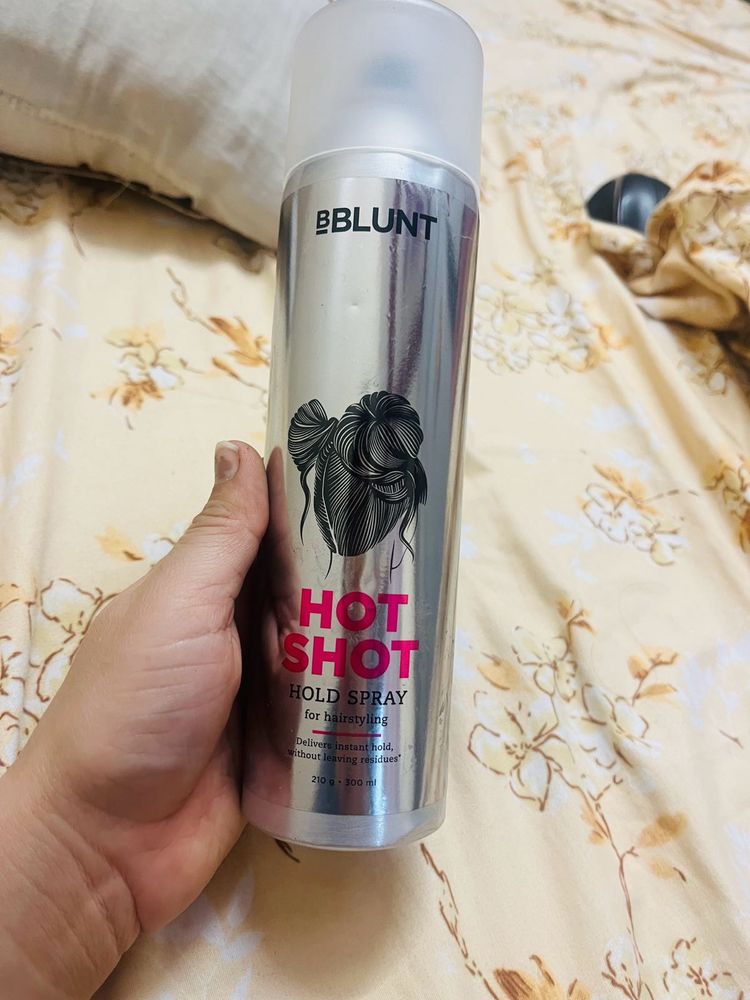 BBLUNT
HOT
SHOT
HOLD SPRAY
for hairstyling
Delivers instant hold,
without leaving residues*
210 g • 300 ml